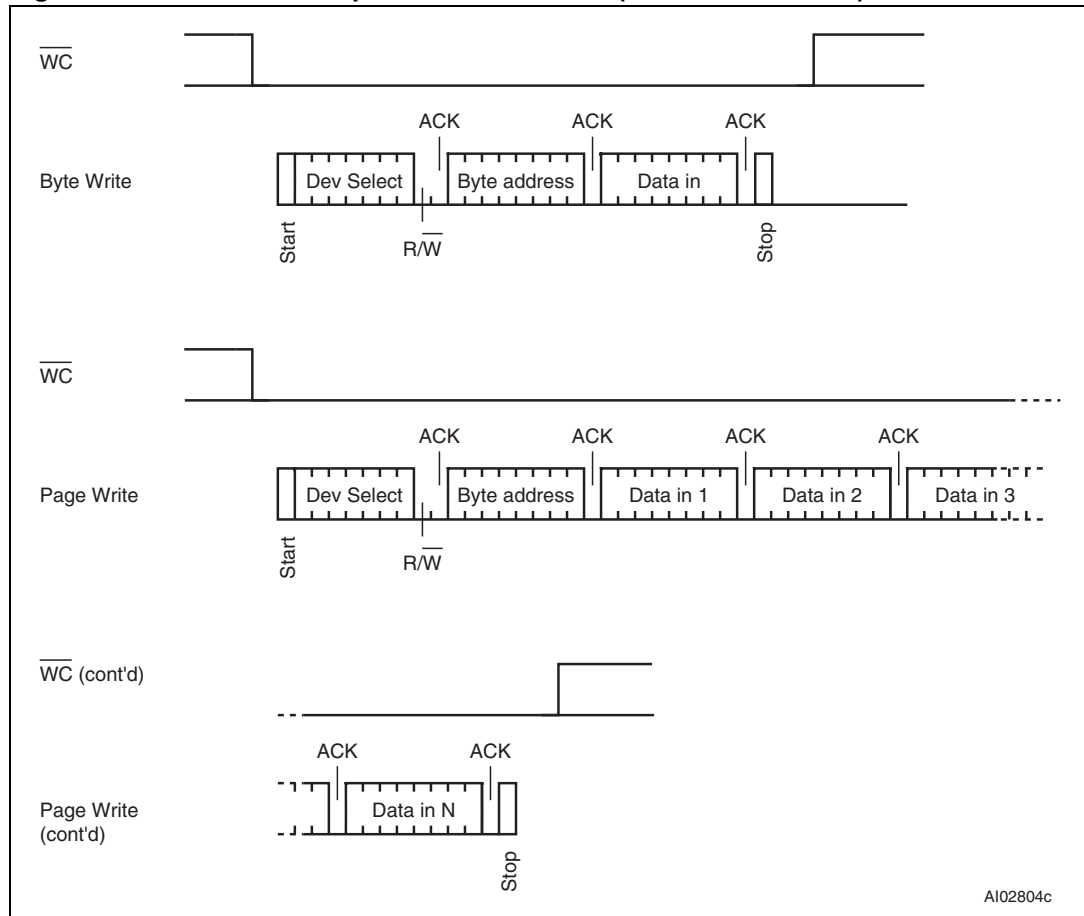 WC
ACK ACK ACK
Byte Write
Dev Select Byte address Data in
Start R/W Stop
WC
ACK ACK ACK ACK
Page Write
Dev Select Byte address Data in 1 Data in 2 Data in 3
Start R/W
WC (cont'd)
ACK ACK
Page Write
(cont'd)
Data in N
Stop
AI02804c